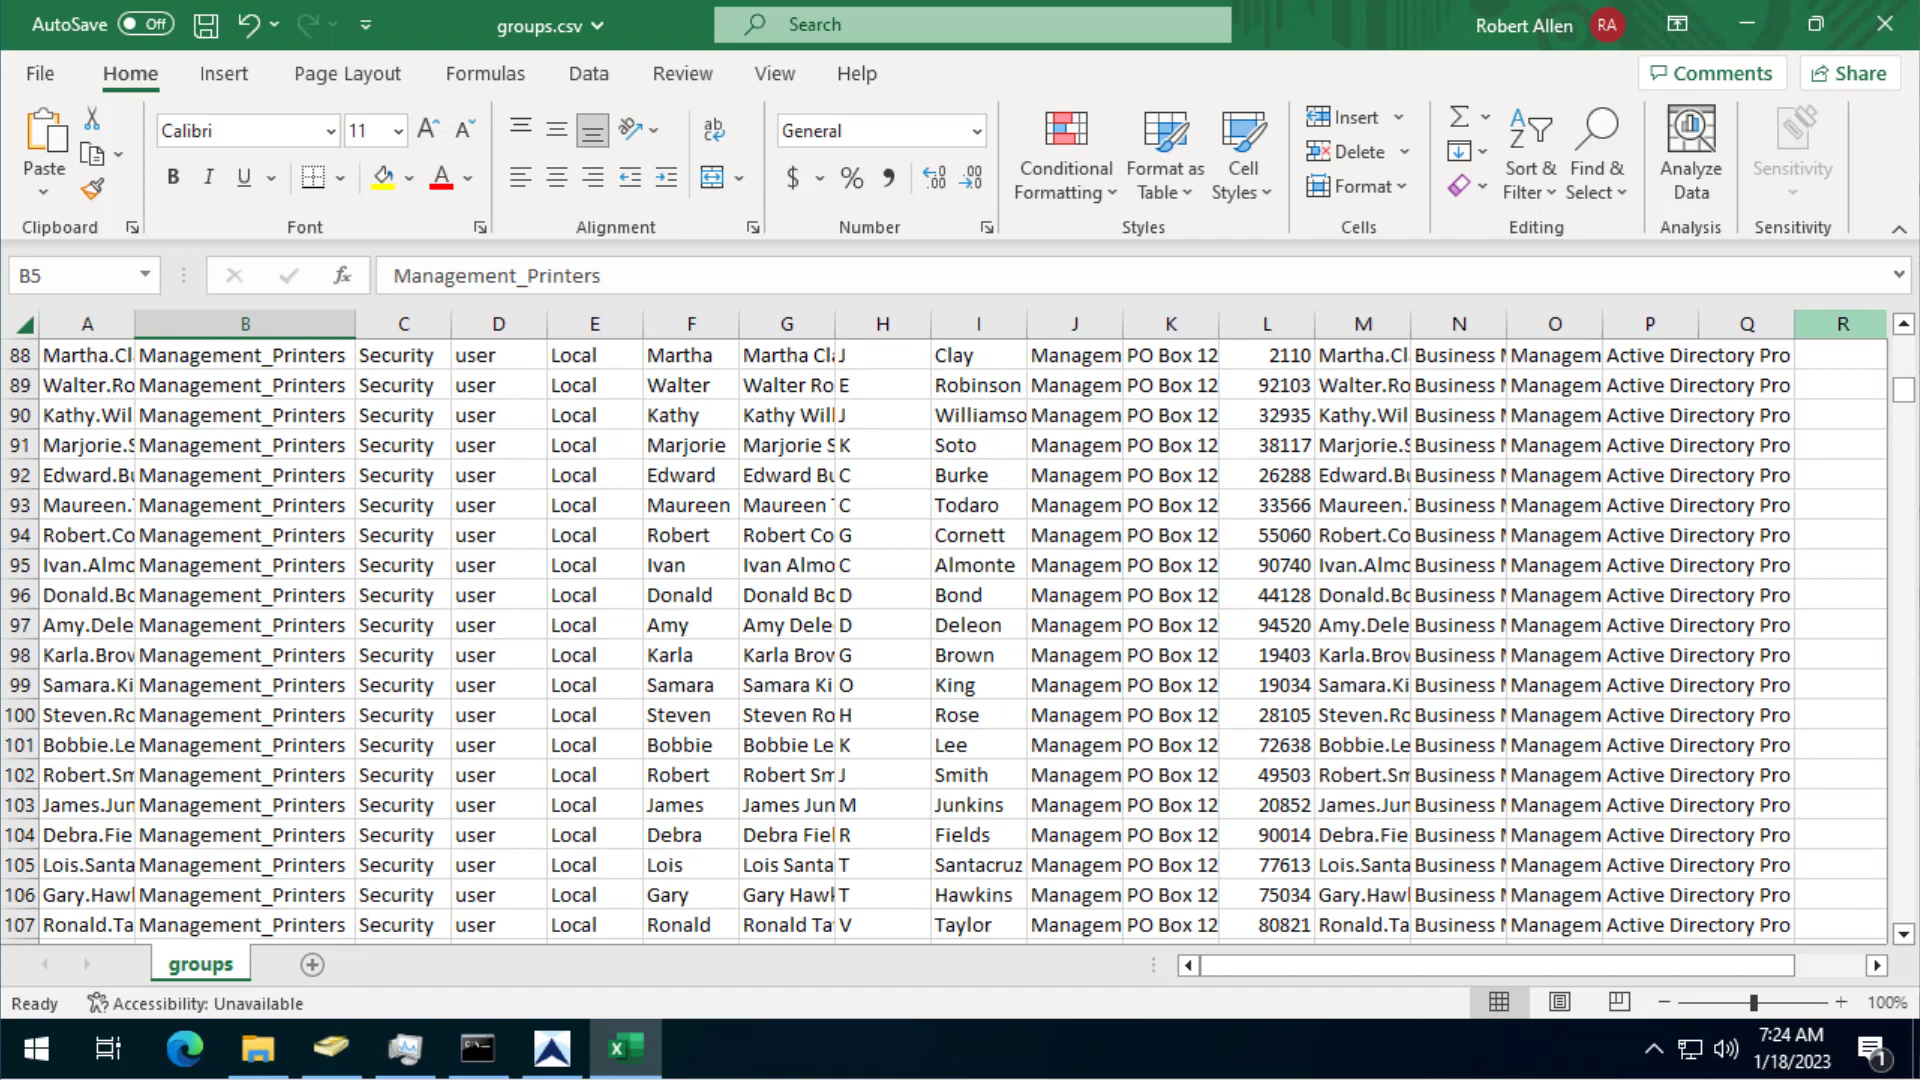 AutoSave Off groups.csv Search Robert Allen RA
File Home Insert Page Layout Formulas Data Review View Help Comments Share
Paste Calibri 11 General Conditional Formatting Format as Table Cell Styles Insert Delete Format Sort & Filter Find & Select Analyze Data Sensitivity
Clipboard Font Alignment Number Styles Cells Editing Analysis Sensitivity
B5 fx Management_Printers
A B C D E F G H I J K L M N O P Q R
88 Martha.Cl Management_Printers Security user Local Martha Martha Cla J Clay Managem PO Box 12 2110 Martha.Cl Business M Managem Active Directory Pro
89 Walter.Ro Management_Printers Security user Local Walter Walter Ro E Robinson Managem PO Box 12 92103 Walter.Ro Business M Managem Active Directory Pro
90 Kathy.Wil Management_Printers Security user Local Kathy Kathy Will J Williamso Managem PO Box 12 32935 Kathy.Wil Business M Managem Active Directory Pro
91 Marjorie.S Management_Printers Security user Local Marjorie Marjorie S K Soto Managem PO Box 12 38117 Marjorie.S Business M Managem Active Directory Pro
92 Edward.Bu Management_Printers Security user Local Edward Edward Bu C Burke Managem PO Box 12 26288 Edward.Bu Business M Managem Active Directory Pro
93 Maureen.T Management_Printers Security user Local Maureen Maureen T C Todaro Managem PO Box 12 33566 Maureen.T Business M Managem Active Directory Pro
94 Robert.Co Management_Printers Security user Local Robert Robert Co G Cornett Managem PO Box 12 55060 Robert.Co Business M Managem Active Directory Pro
95 Ivan.Almo Management_Printers Security user Local Ivan Ivan Almo C Almonte Managem PO Box 12 90740 Ivan.Almo Business M Managem Active Directory Pro
96 Donald.Bo Management_Printers Security user Local Donald Donald Bo D Bond Managem PO Box 12 44128 Donald.Bo Business M Managem Active Directory Pro
97 Amy.Dele Management_Printers Security user Local Amy Amy Dele D Deleon Managem PO Box 12 94520 Amy.Dele Business M Managem Active Directory Pro
98 Karla.Brow Management_Printers Security user Local Karla Karla Brow G Brown Managem PO Box 12 19403 Karla.Brow Business M Managem Active Directory Pro
99 Samara.Ki Management_Printers Security user Local Samara Samara Ki O King Managem PO Box 12 19034 Samara.Ki Business M Managem Active Directory Pro
100 Steven.Ro Management_Printers Security user Local Steven Steven Ro H Rose Managem PO Box 12 28105 Steven.Ro Business M Managem Active Directory Pro
101 Bobbie.Le Management_Printers Security user Local Bobbie Bobbie Le K Lee Managem PO Box 12 72638 Bobbie.Le Business M Managem Active Directory Pro
102 Robert.Sm Management_Printers Security user Local Robert Robert Sm J Smith Managem PO Box 12 49503 Robert.Sm Business M Managem Active Directory Pro
103 James.Jun Management_Printers Security user Local James James Jun M Junkins Managem PO Box 12 20852 James.Jun Business M Managem Active Directory Pro
104 Debra.Fie Management_Printers Security user Local Debra Debra Fiel R Fields Managem PO Box 12 90014 Debra.Fie Business M Managem Active Directory Pro
105 Lois.Santa Management_Printers Security user Local Lois Lois Santa T Santacruz Managem PO Box 12 77613 Lois.Santa Business M Managem Active Directory Pro
106 Gary.Hawl Management_Printers Security user Local Gary Gary Hawk T Hawkins Managem PO Box 12 75034 Gary.Hawl Business M Managem Active Directory Pro
107 Ronald.Ta Management_Printers Security user Local Ronald Ronald Ta V Taylor Managem PO Box 12 80821 Ronald.Ta Business M Managem Active Directory Pro
groups
Ready Accessibility: Unavailable 100%
7:24 AM
1/18/2023
1